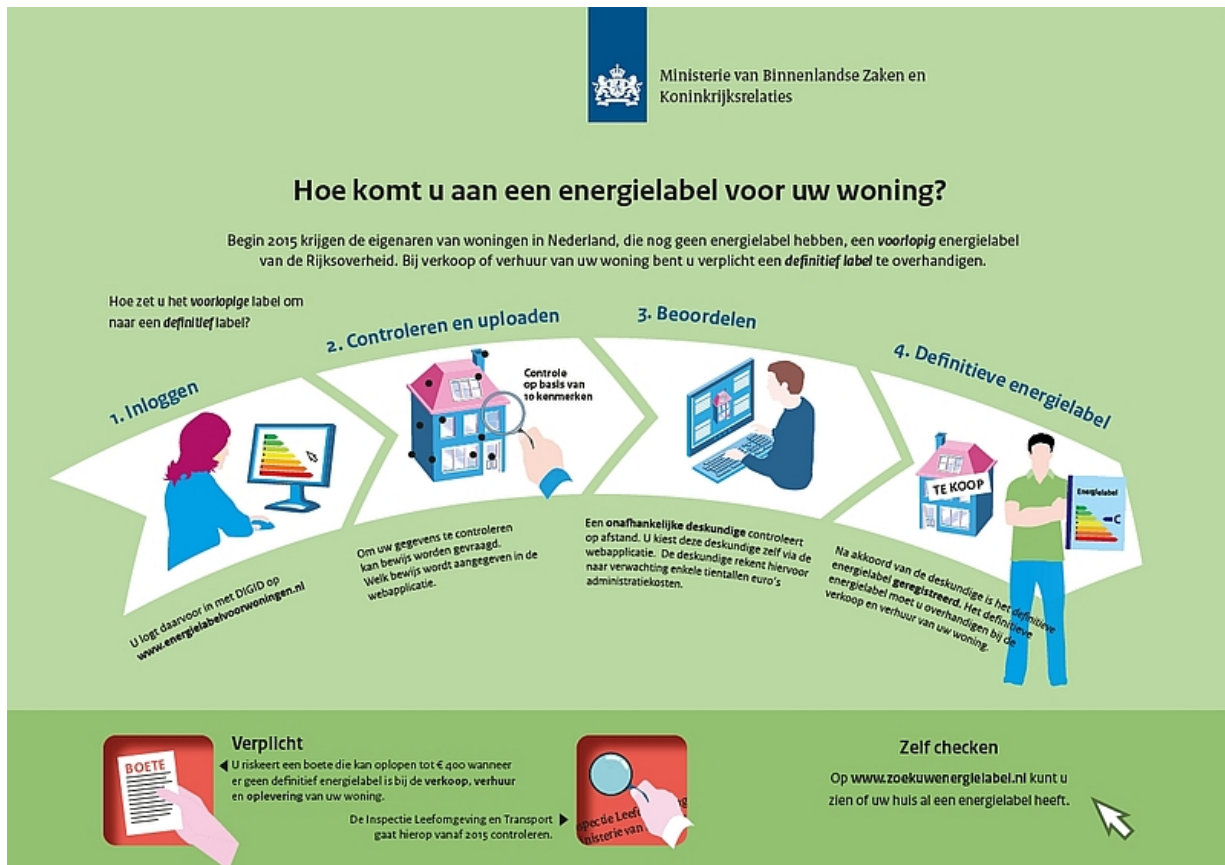 Ministerie van Binnenlandse Zaken en
Koninkrijksrelaties
Hoe komt u aan een energielabel voor uw woning?
Begin 2015 krijgen de eigenaren van woningen in Nederland, die nog geen energielabel hebben, een voorlopig energielabel
van de Rijksoverheid. Bij verkoop of verhuur van uw woning bent u verplicht een definitief label te overhandigen.
Hoe zet u het voorlopige label om
naar een definitief label?
1. Inloggen
U logt daarvoor in met DIGID op
www.energielabelvoorwoningen.nl
2. Controleren en uploaden
Controle
op basis van
10 kenmerken
Om uw gegevens te controleren
kan bewijs worden gevraagd.
Welk bewijs wordt aangegeven in de
webapplicatie.
3. Beoordelen
Een onafhankelijke deskundige controleert
op afstand. U kiest deze deskundige zelf via de
webapplicatie. De deskundige rekent hiervoor
naar verwachting enkele tientallen euro's
administratiekosten.
4. Definitieve energielabel
TE KOOP
Energielabel
C
Na akkoord van de deskundige is het definitieve
energielabel geregistreerd. Het definitieve
energielabel moet u overhandigen bij de
verkoop en verhuur van uw woning.
BOETE
Verplicht
U riskeert een boete die kan oplopen tot € 400 wanneer
er geen definitief energielabel is bij de verkoop, verhuur
en oplevering van uw woning.
De Inspectie Leefomgeving en Transport
gaat hierop vanaf 2015 controleren.
Zelf checken
Op www.zoekuwenergielabel.nl kunt u
zien of uw huis al een energielabel heeft.